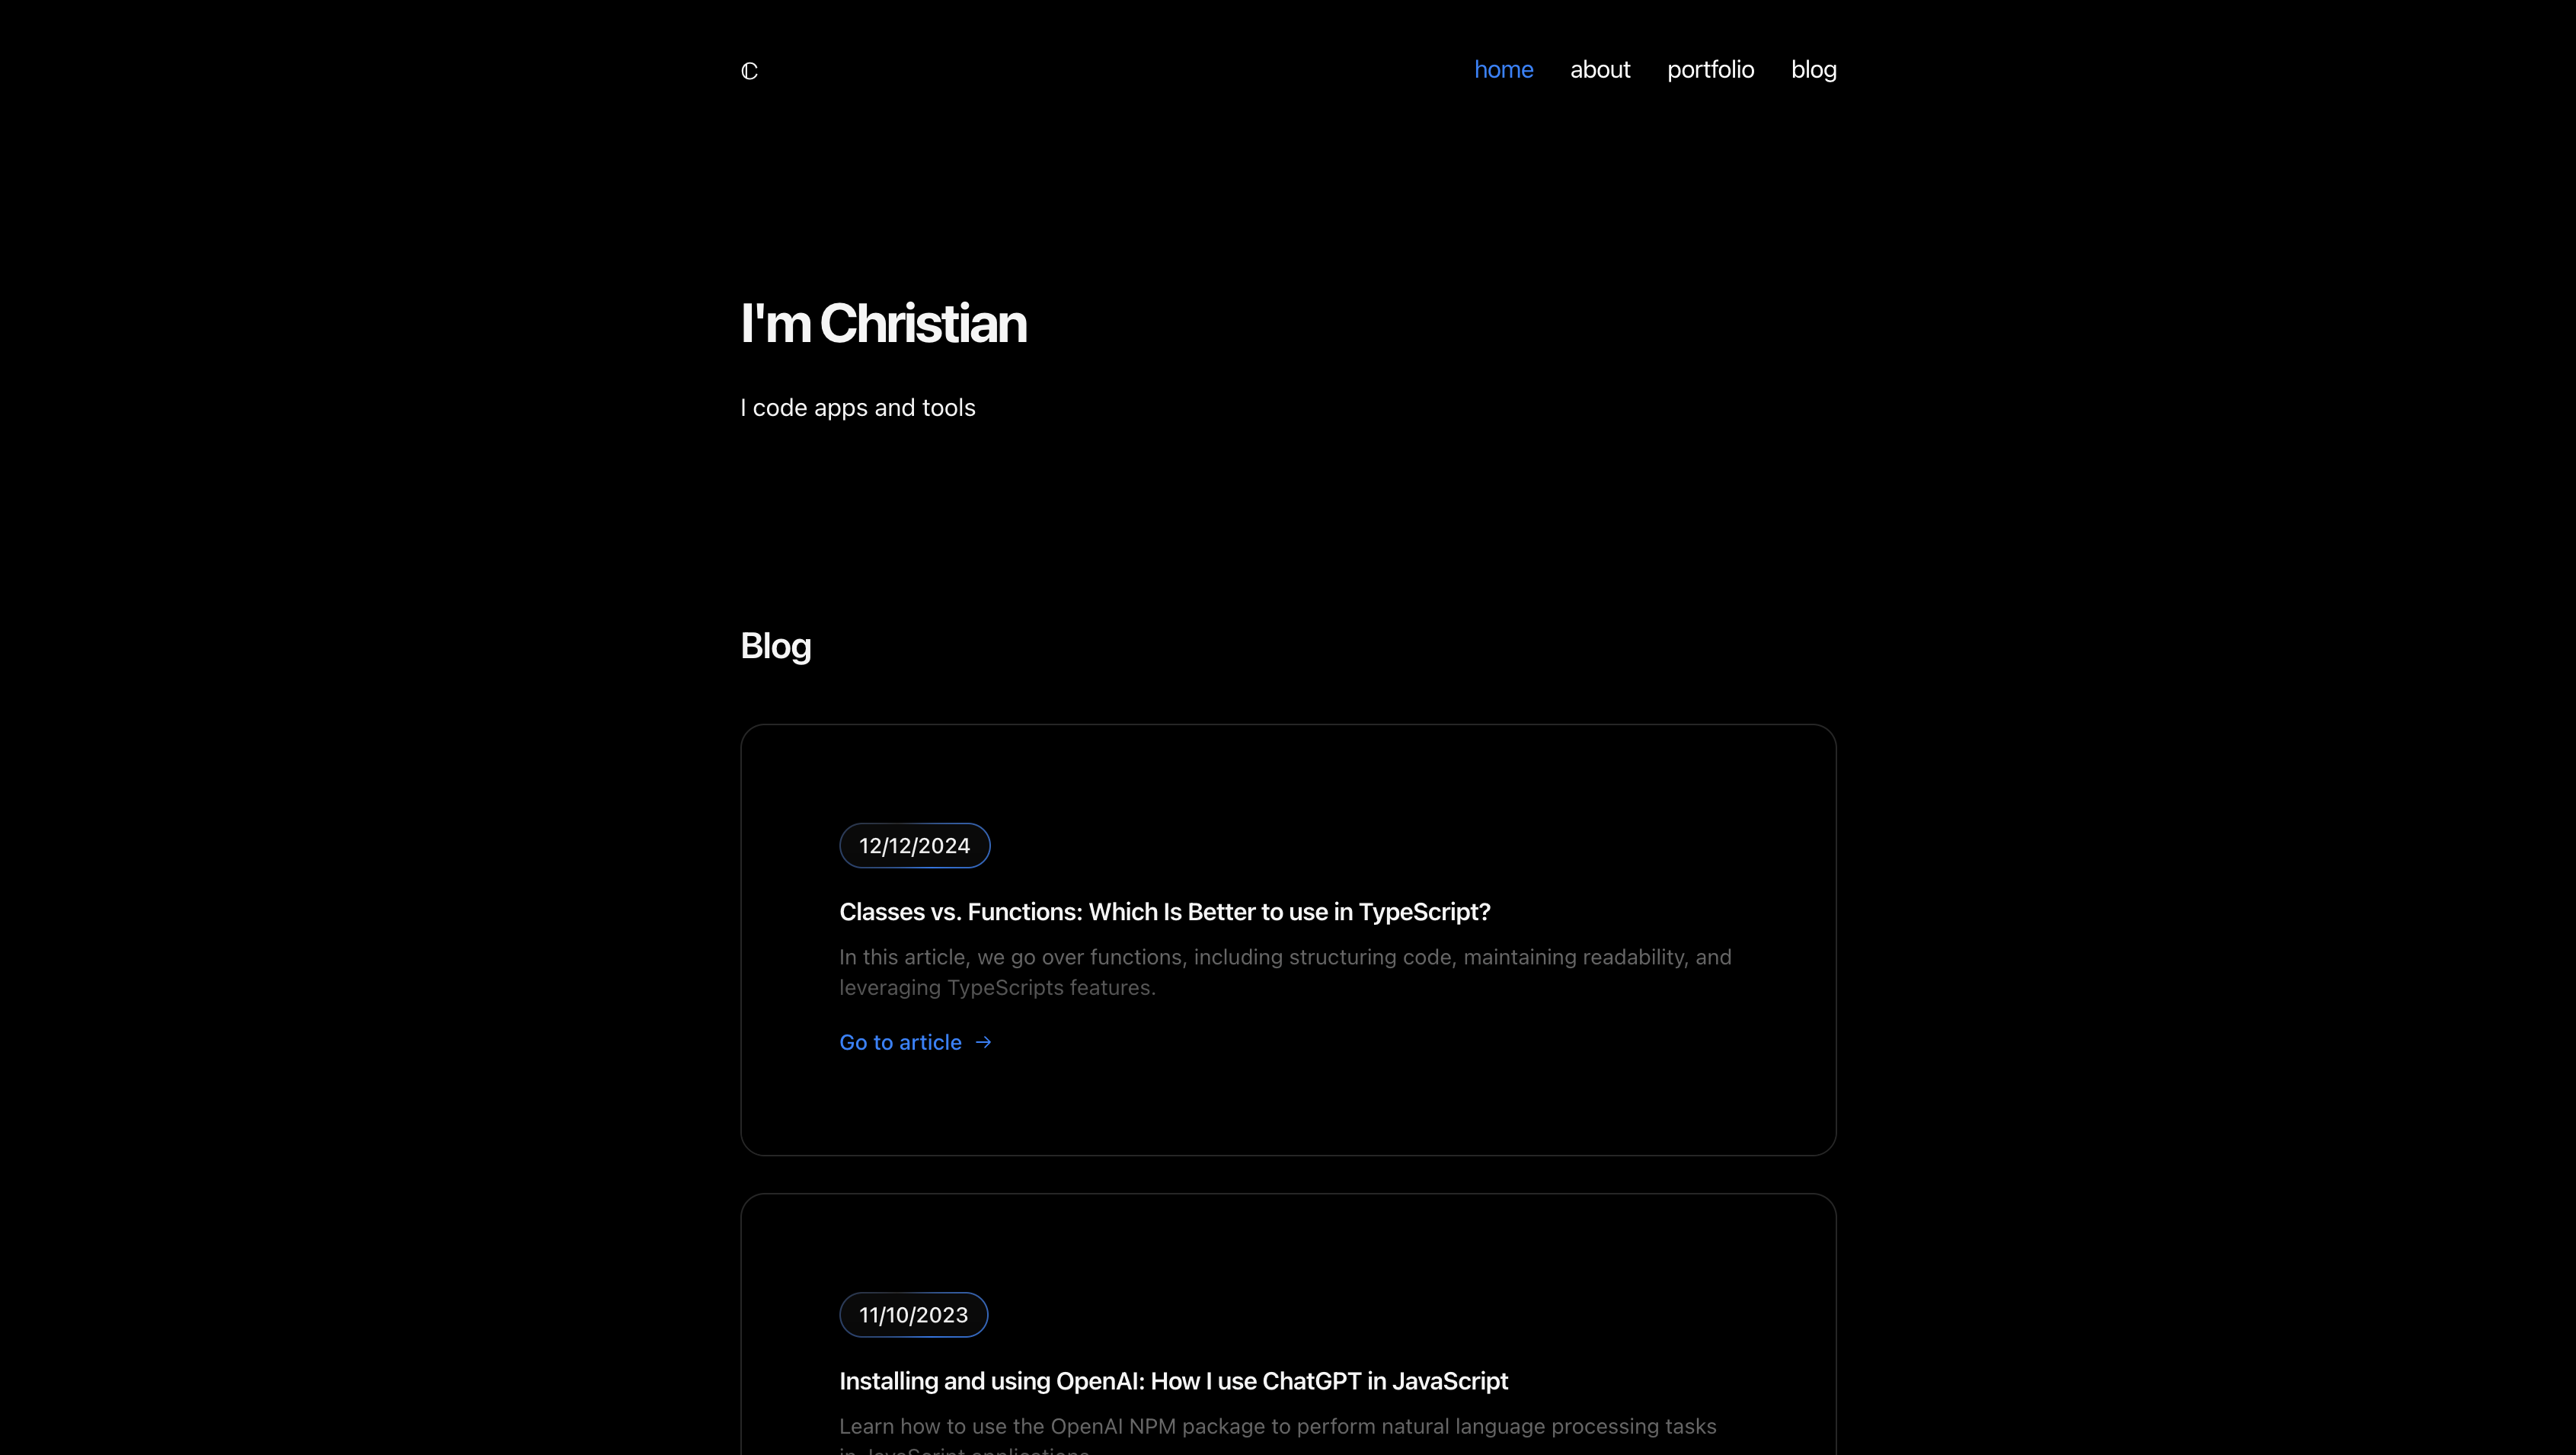 ℂ
home about portfolio blog
I'm Christian
I code apps and tools
Blog
12/12/2024
Classes vs. Functions: Which Is Better to use in TypeScript?
In this article, we go over functions, including structuring code, maintaining readability, and
leveraging TypeScripts features.
Go to article →
11/10/2023
Installing and using OpenAI: How I use ChatGPT in JavaScript
Learn how to use the OpenAI NPM package to perform natural language processing tasks
in JavaScript applications.